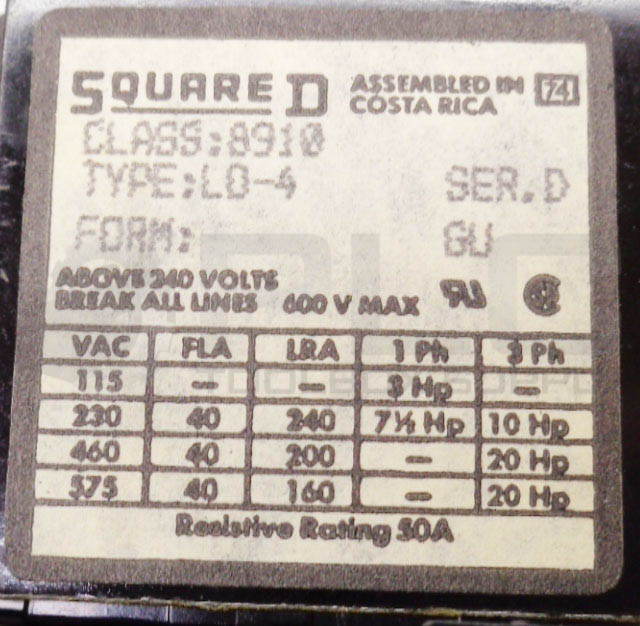 SQUARE D ASSEMBLED IN COSTA RICA 74
CLASS:8910
TYPE:LO-4 SER.D
FORM: GU
ABOVE 240 VOLTS
BREAK ALL LINES 600 V MAX UR
VAC FLA LRA 1 Ph 3 Ph
115 — — 3 Hp —
230 40 240 7½ Hp 10 Hp
460 40 200 — 20 Hp
575 40 160 — 20 Hp
Resistive Rating 50A